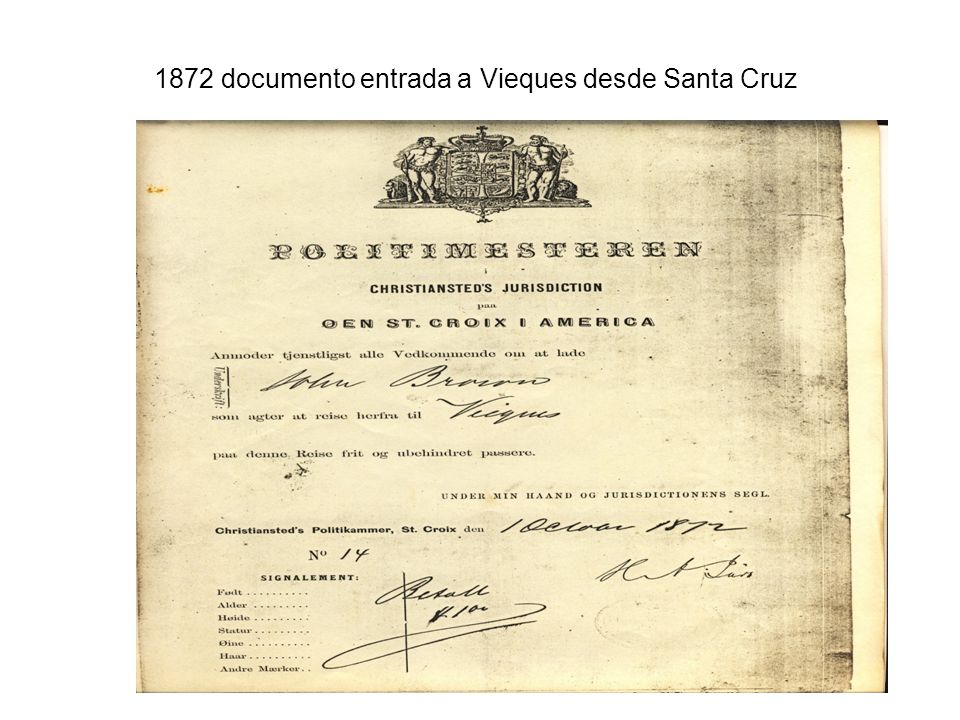 1872 documento entrada a Vieques desde Santa Cruz
POLITIMESTEREN
i
CHRISTIANSTED'S JURISDICTION
paa
ØEN ST. CROIX I AMERICA
Anmoder tjenstligst alle Vedkommende om at lade
Underskrift:
John Brown
som agter at reise herfra til Vieques
paa denne Reise frit og ubehindret passere.
UNDER MIN HAAND OG JURISDICTIONENS SEGL.
Christiansted's Politikammer, St. Croix den 1 1872
No 14
SIGNALEMENT:
Født
Alder
Høide
Statur
Øine
Haar
Andre Mærker
Betalt